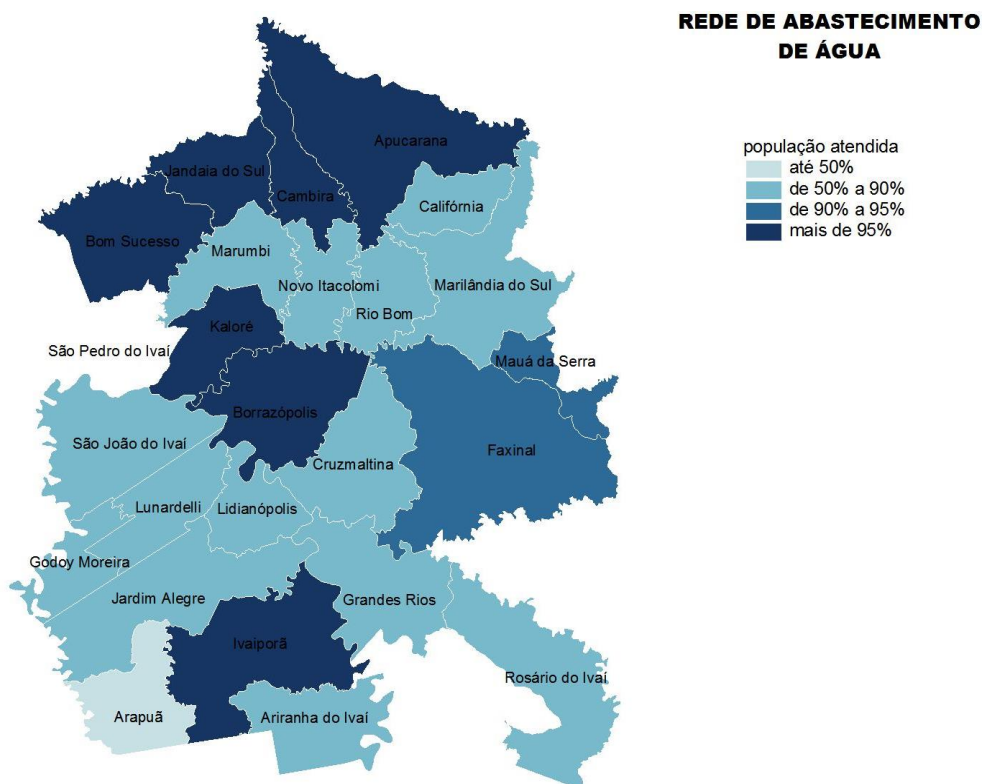 REDE DE ABASTECIMENTO
DE ÁGUA
população atendida
até 50%
de 50% a 90%
de 90% a 95%
mais de 95%
Apucarana
Jandaia do Sul
Cambira
Califórnia
Bom Sucesso
Marumbi
Novo Itacolomi
Marilândia do Sul
Rio Bom
Kaloré
São Pedro do Ivaí
Mauá da Serra
Borrazópolis
São João do Ivaí
Cruzmaltina
Faxinal
Lunardelli
Lidianópolis
Godoy Moreira
Jardim Alegre
Grandes Rios
Ivaiporã
Rosário do Ivaí
Arapuã
Ariranha do Ivaí